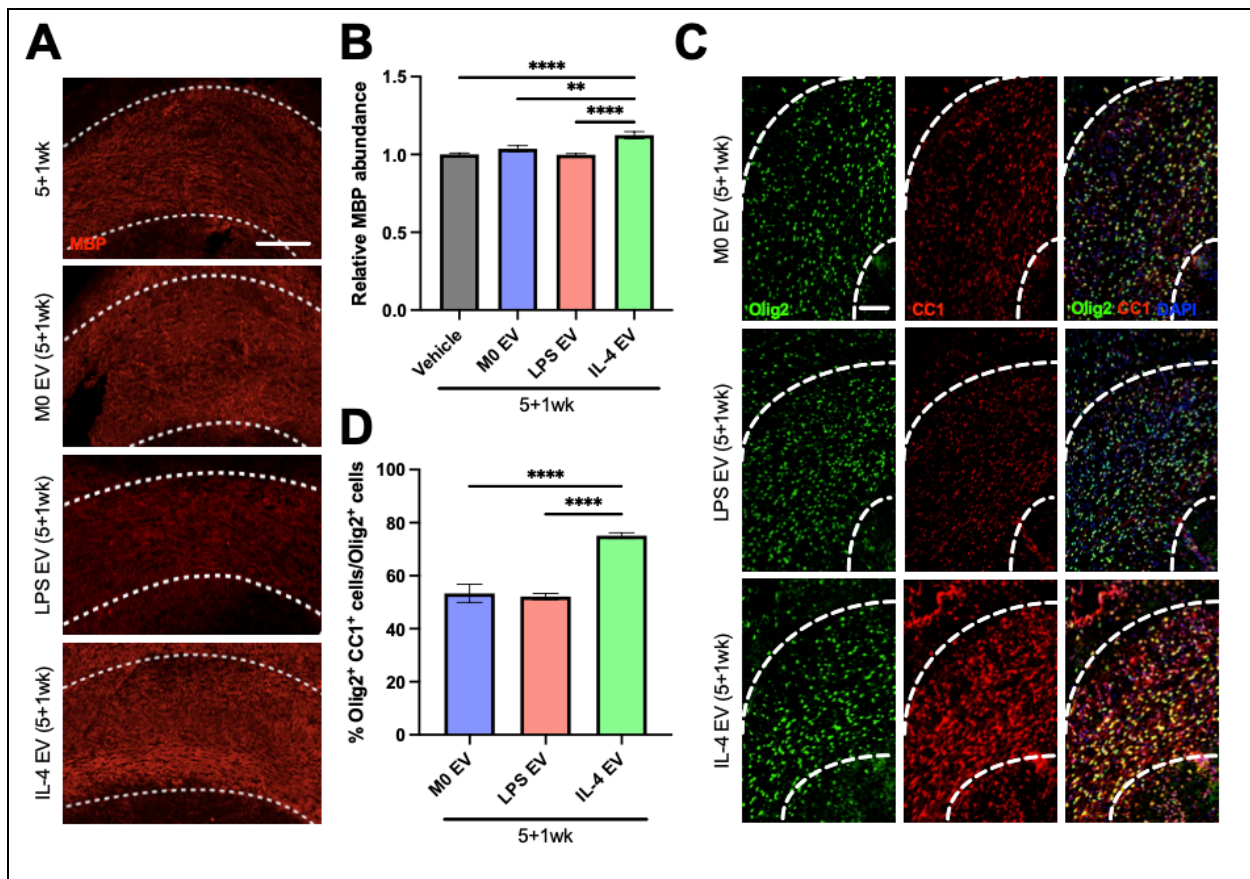 A
5+1wk
MBP
M0 EV (5+1wk)
LPS EV (5+1wk)
IL-4 EV (5+1wk)
B
Relative MBP abundance
1.5
1.0
0.5
0.0
****
**
****
Vehicle
M0 EV
LPS EV
IL-4 EV
5+1wk
D
% Olig2+ CC1+ cells/Olig2+ cells
100
80
60
40
20
0
****
****
M0 EV
LPS EV
IL-4 EV
5+1wk
C
M0 EV (5+1wk)
Olig2
CC1
Olig2 CC1 DAPI
LPS EV (5+1wk)
IL-4 EV (5+1wk)